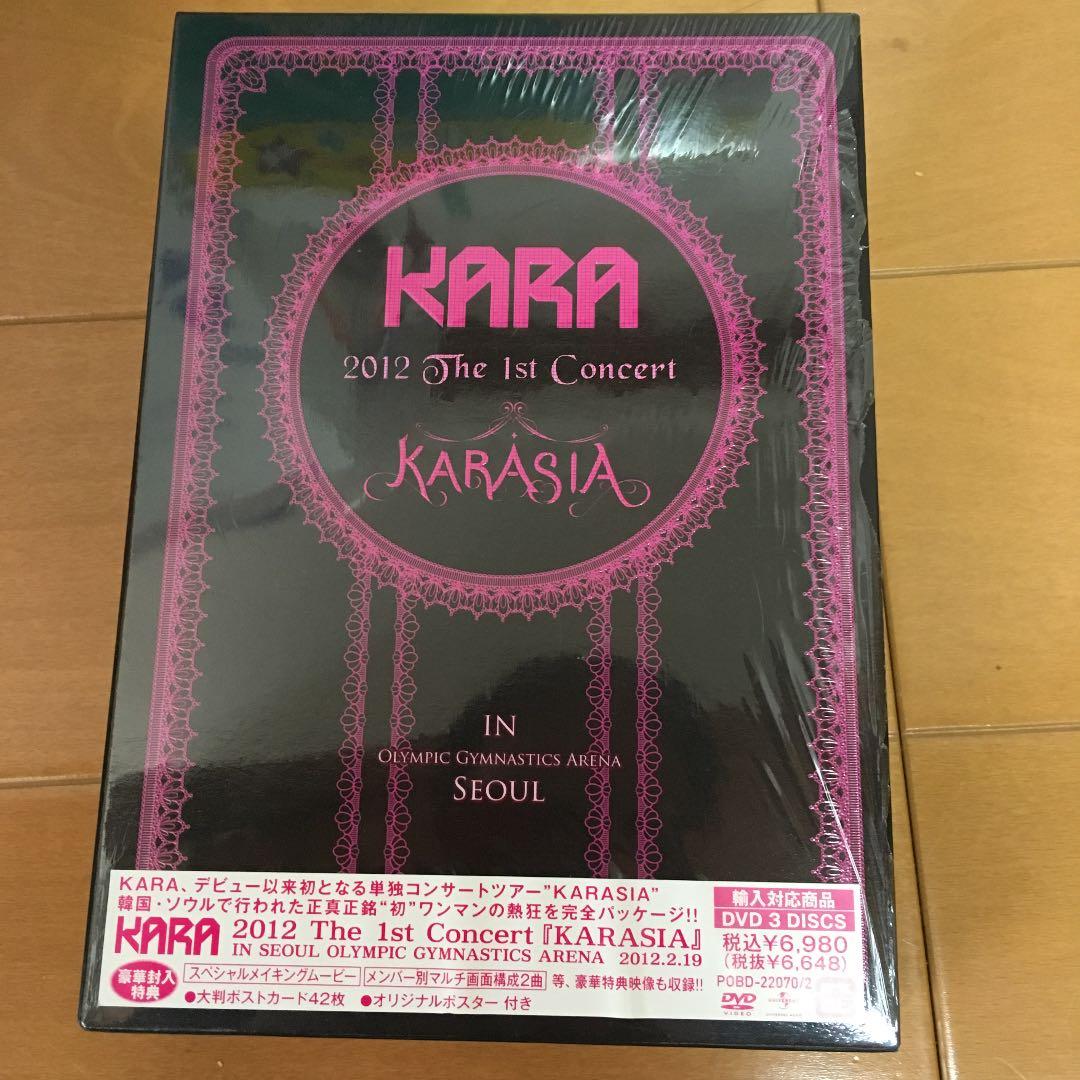 KARA
2012 The 1st Concert
KARASIA
IN
OLYMPIC GYMNASTICS ARENA
SEOUL
KARA、デビュー以来初となる単独コンサートツアー"KARASIA"
韓国・ソウルで行われた正真正銘"初"ワンマンの熱狂を完全パッケージ!!
KARA 2012 The 1st Concert『KARASIA』
IN SEOUL OLYMPIC GYMNASTICS ARENA 2012.2.19
豪華封入
特典
スペシャルメイキングムービー メンバー別マルチ画面構成2曲 等、豪華特典映像も収録!!
●大判ポストカード42枚 ●オリジナルポスター 付き
輸入対応商品
DVD 3 DISCS
税込¥6,980
(税抜¥6,648)
POBD-22070/2
DVD
VIDEO
UNIVERSAL